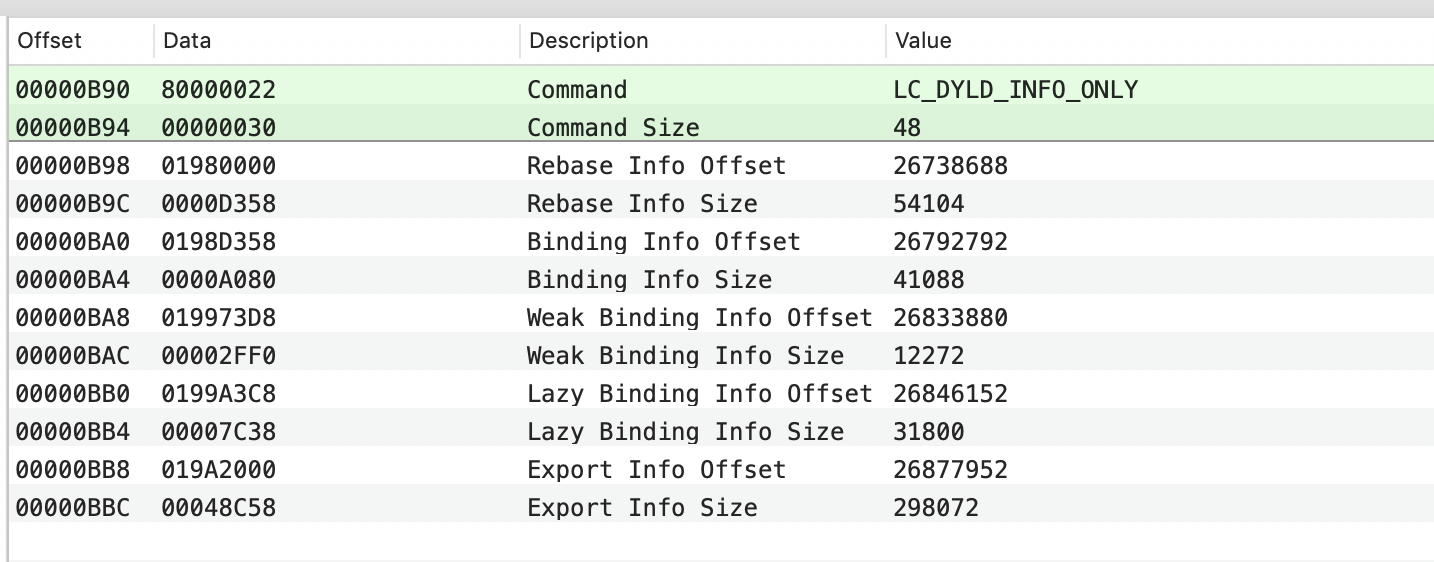 Offset Data Description Value
00000B90 80000022 Command LC_DYLD_INFO_ONLY
00000B94 00000030 Command Size 48
00000B98 01980000 Rebase Info Offset 26738688
00000B9C 0000D358 Rebase Info Size 54104
00000BA0 0198D358 Binding Info Offset 26792792
00000BA4 0000A080 Binding Info Size 41088
00000BA8 019973D8 Weak Binding Info Offset 26833880
00000BAC 00002FF0 Weak Binding Info Size 12272
00000BB0 0199A3C8 Lazy Binding Info Offset 26846152
00000BB4 00007C38 Lazy Binding Info Size 31800
00000BB8 019A2000 Export Info Offset 26877952
00000BBC 00048C58 Export Info Size 298072